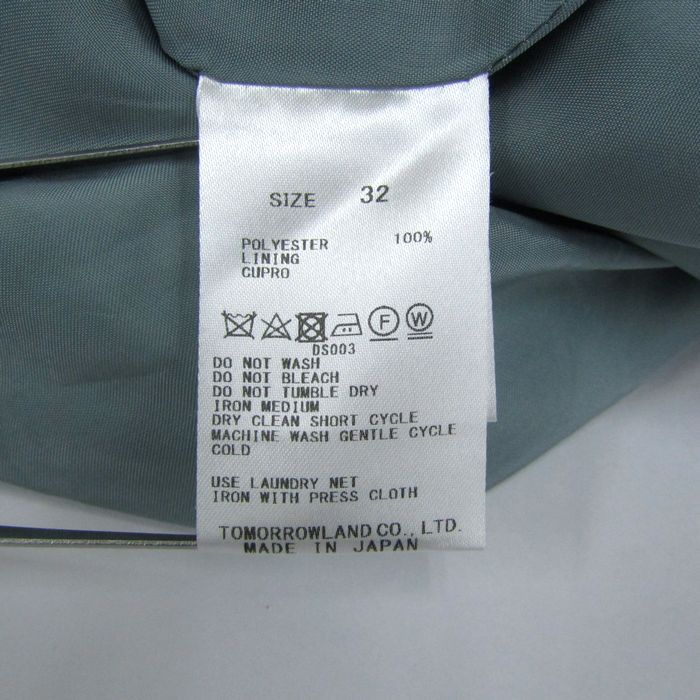 SIZE 32
POLYESTER 100%
LINING
CUPRO
F W
DS003
DO NOT WASH
DO NOT BLEACH
DO NOT TUMBLE DRY
IRON MEDIUM
DRY CLEAN SHORT CYCLE
MACHINE WASH GENTLE CYCLE
COLD
USE LAUNDRY NET
IRON WITH PRESS CLOTH
TOMORROWLAND CO., LTD.
MADE IN JAPAN